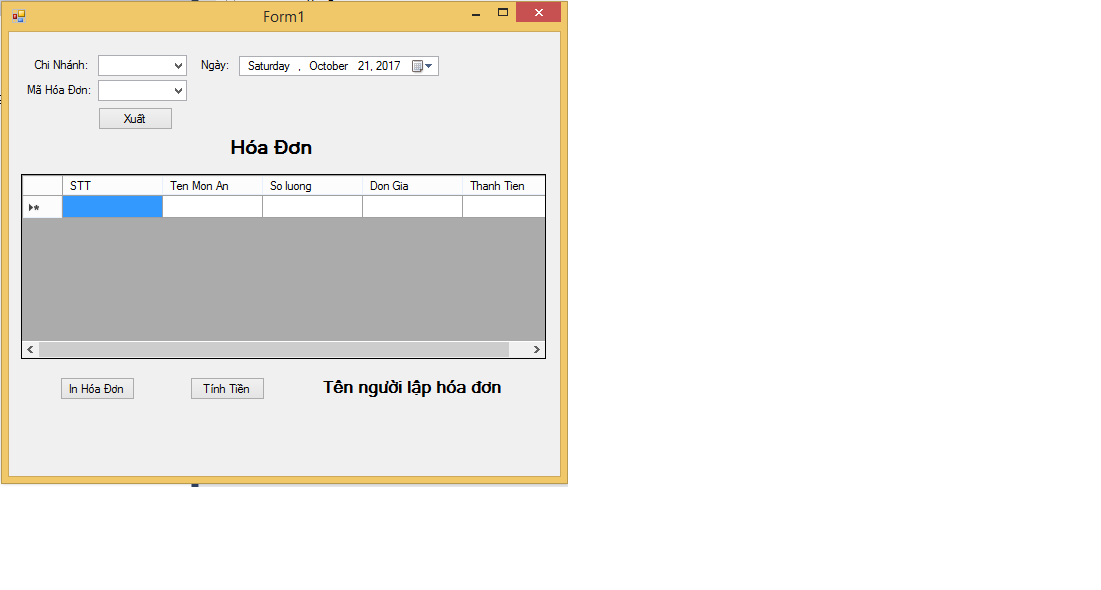 Form1
Chi Nhánh: Ngày: Saturday , October 21, 2017
Mã Hóa Đơn:
Xuất
Hóa Đơn
STT Ten Mon An So luong Don Gia Thanh Tien
In Hóa Đơn Tính Tiền Tên người lập hóa đơn